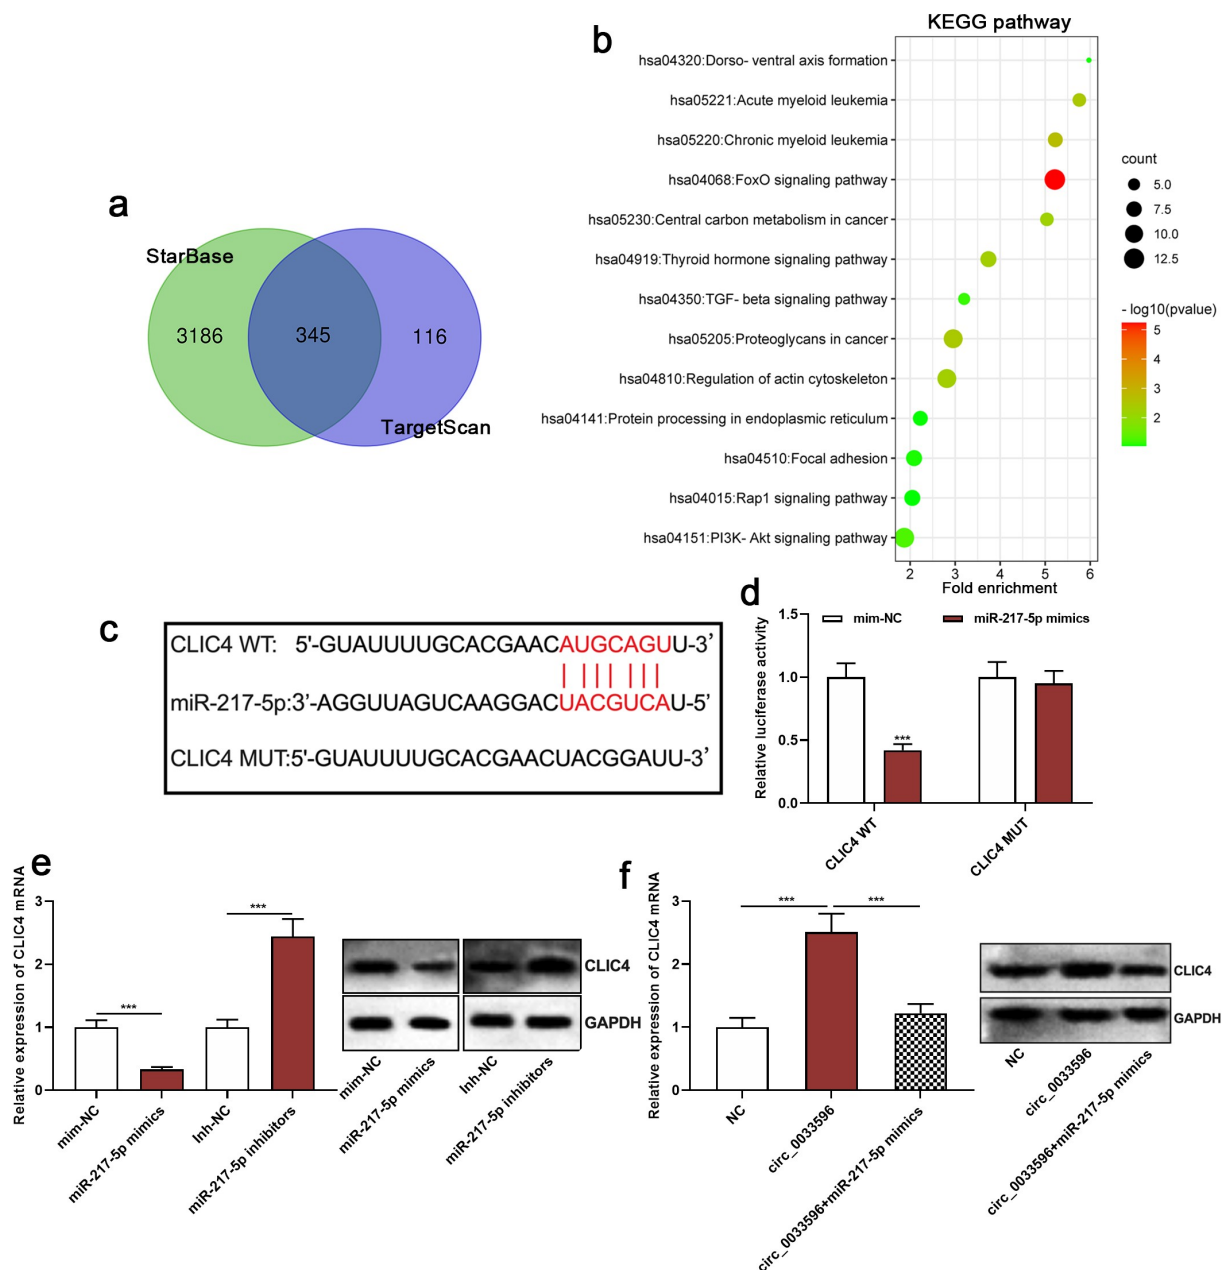 a
StarBase
3186
345
116
TargetScan
b
KEGG pathway
hsa04320:Dorso- ventral axis formation
hsa05221:Acute myeloid leukemia
hsa05220:Chronic myeloid leukemia
hsa04068:FoxO signaling pathway
hsa05230:Central carbon metabolism in cancer
hsa04919:Thyroid hormone signaling pathway
hsa04350:TGF- beta signaling pathway
hsa05205:Proteoglycans in cancer
hsa04810:Regulation of actin cytoskeleton
hsa04141:Protein processing in endoplasmic reticulum
hsa04510:Focal adhesion
hsa04015:Rap1 signaling pathway
hsa04151:PI3K- Akt signaling pathway
2 3 4 5 6
Fold enrichment
count
5.0
7.5
10.0
12.5
- log10(pvalue)
5
4
3
2
c
CLIC4 WT: 5'-GUAUUUUGCACGAACAUGCAGUU-3'
miR-217-5p:3'-AGGUUAGUCAAGGACUACGUCAU-5'
CLIC4 MUT:5'-GUAUUUUGCACGAACUACGGAUU-3'
d
Relative luciferase activity
1.5
1.0
0.5
0.0
mim-NC
miR-217-5p mimics
***
CLIC4 WT
CLIC4 MUT
e
Relative expression of CLIC4 mRNA
3
2
1
0
***
***
mim-NC
miR-217-5p mimics
Inh-NC
miR-217-5p inhibitors
CLIC4
GAPDH
mim-NC
miR-217-5p mimics
Inh-NC
miR-217-5p inhibitors
f
Relative expression of CLIC4 mRNA
3
2
1
0
***
***
NC
circ_0033596
circ_0033596+miR-217-5p mimics
CLIC4
GAPDH
NC
circ_0033596
circ_0033596+miR-217-5p mimics